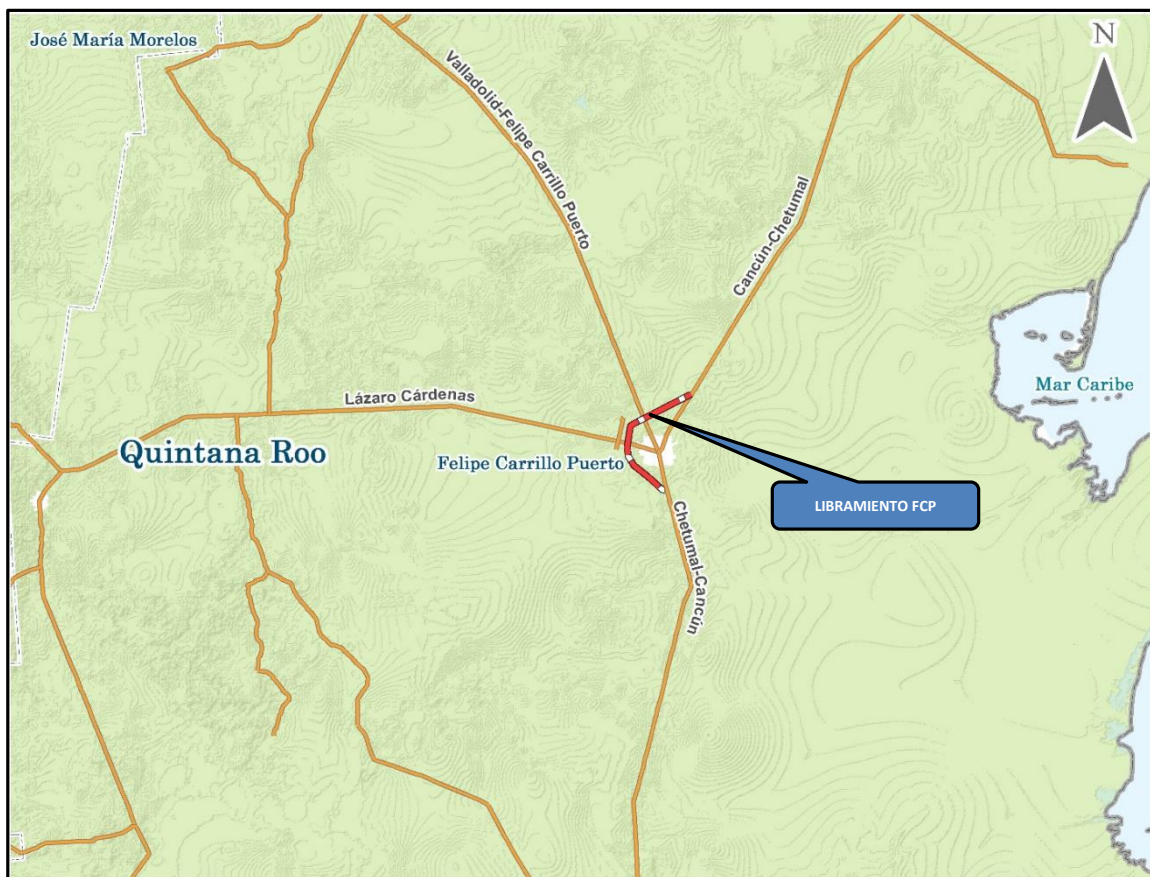 José María Morelos
N
Valladolid-Felipe Carrillo Puerto
Cancún-Chetumal
Mar Caribe
Lázaro Cárdenas
Quintana Roo
Felipe Carrillo Puerto
LIBRAMIENTO FCP
Chetumal-Cancún